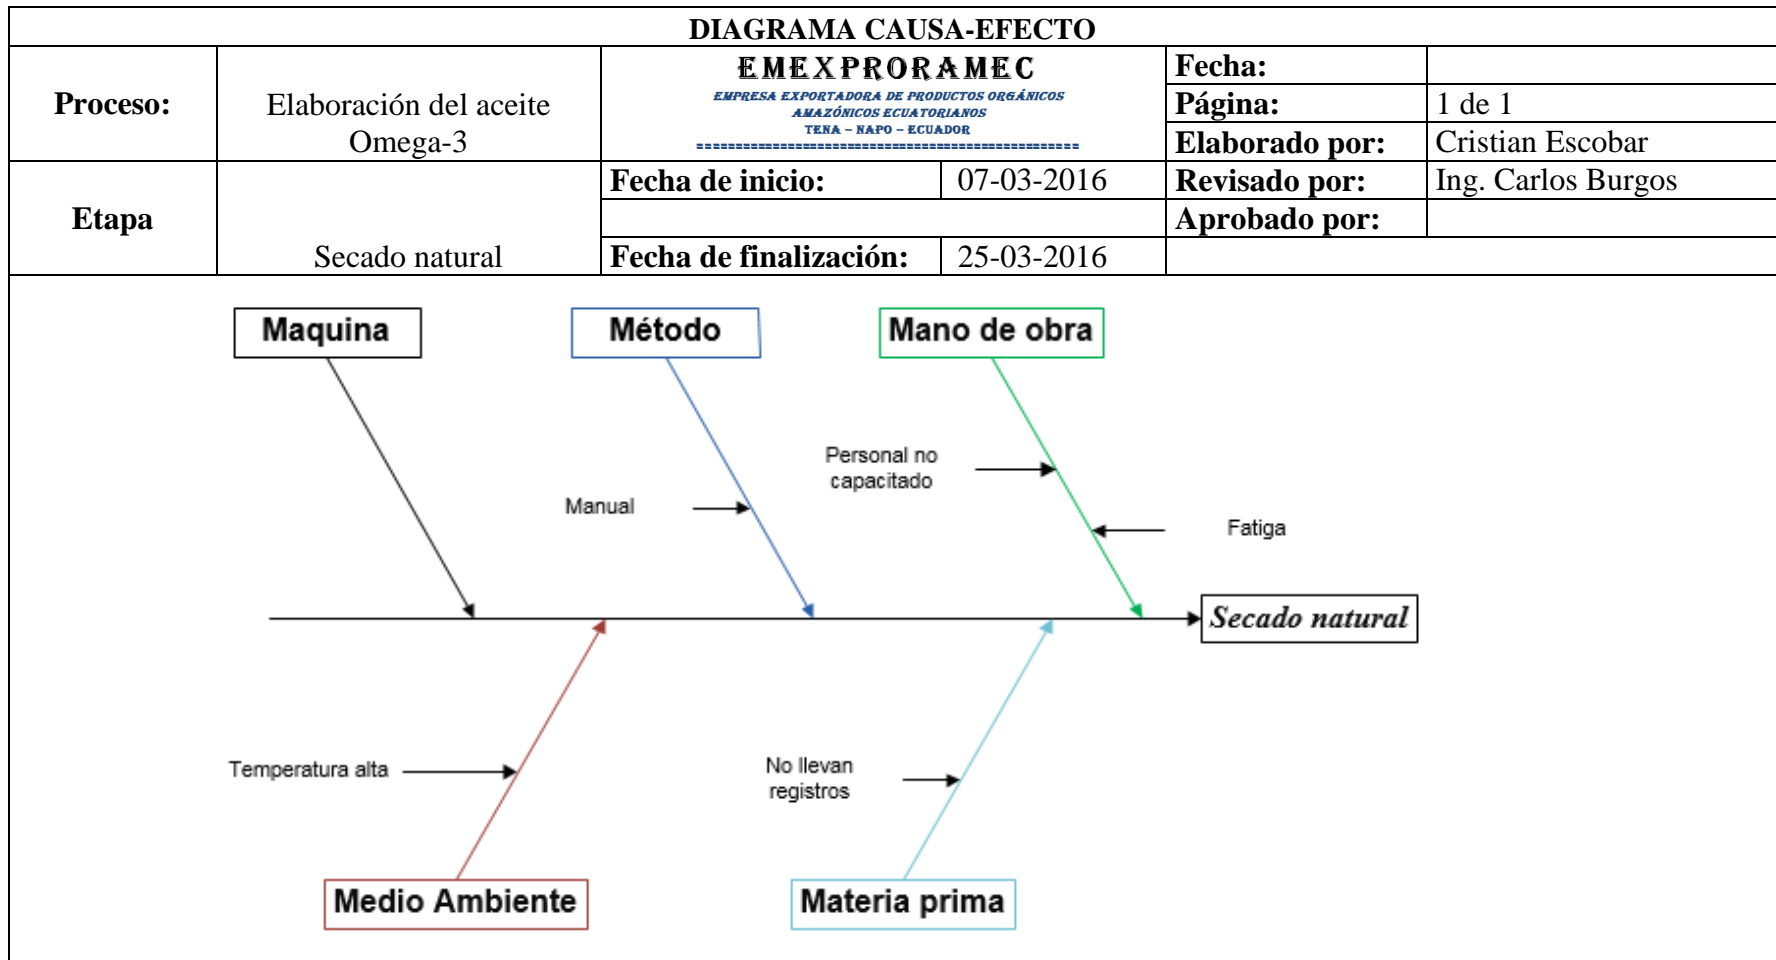 DIAGRAMA CAUSA-EFECTO
Proceso:
Elaboración del aceite
Omega-3
EMEXPRORAMEC
EMPRESA EXPORTADORA DE PRODUCTOS ORGÁNICOS
AMAZÓNICOS ECUATORIANOS
TENA – NAPO – ECUADOR
Fecha:
Página: 1 de 1
Elaborado por: Cristian Escobar
Etapa
Secado natural
Fecha de inicio: 07-03-2016
Revisado por: Ing. Carlos Burgos
Aprobado por:
Fecha de finalización: 25-03-2016
Maquina
Método
Mano de obra
Personal no
capacitado
Manual
Fatiga
Secado natural
Temperatura alta
No llevan
registros
Medio Ambiente
Materia prima